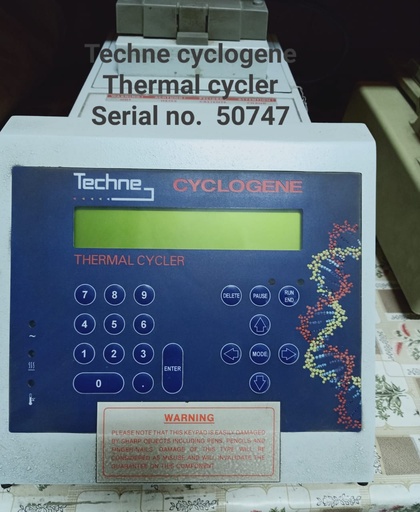 Techne cyclogene
Thermal cycler
Serial no. 50747
Techne CYCLOGENE
THERMAL CYCLER
7 8 9 DELETE PAUSE RUN END
4 5 6
1 2 3 ENTER MODE
0 .
WARNING
PLEASE NOTE THAT THIS KEYPAD IS EASILY DAMAGED
BY SHARP OBJECTS INCLUDING PENS, PENCILS AND
FINGERNAILS. DAMAGE OF THIS TYPE WILL BE
CONSIDERED AS MISUSE AND WILL INVALIDATE THE
GUARANTEE ON THIS COMPONENT.